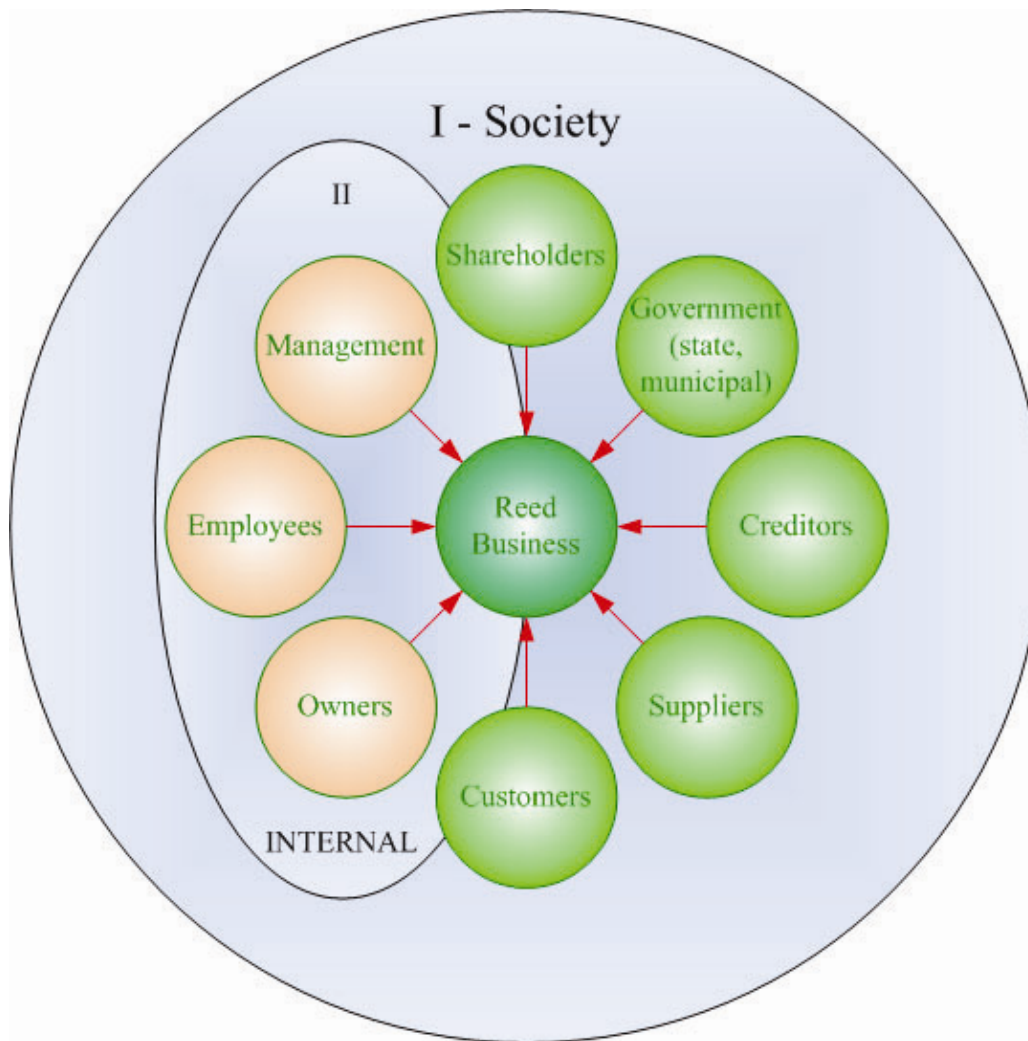 I - Society
II
Shareholders
Government
(state,
municipal)
Management
Reed
Business
Employees
Creditors
Owners
Suppliers
Customers
INTERNAL